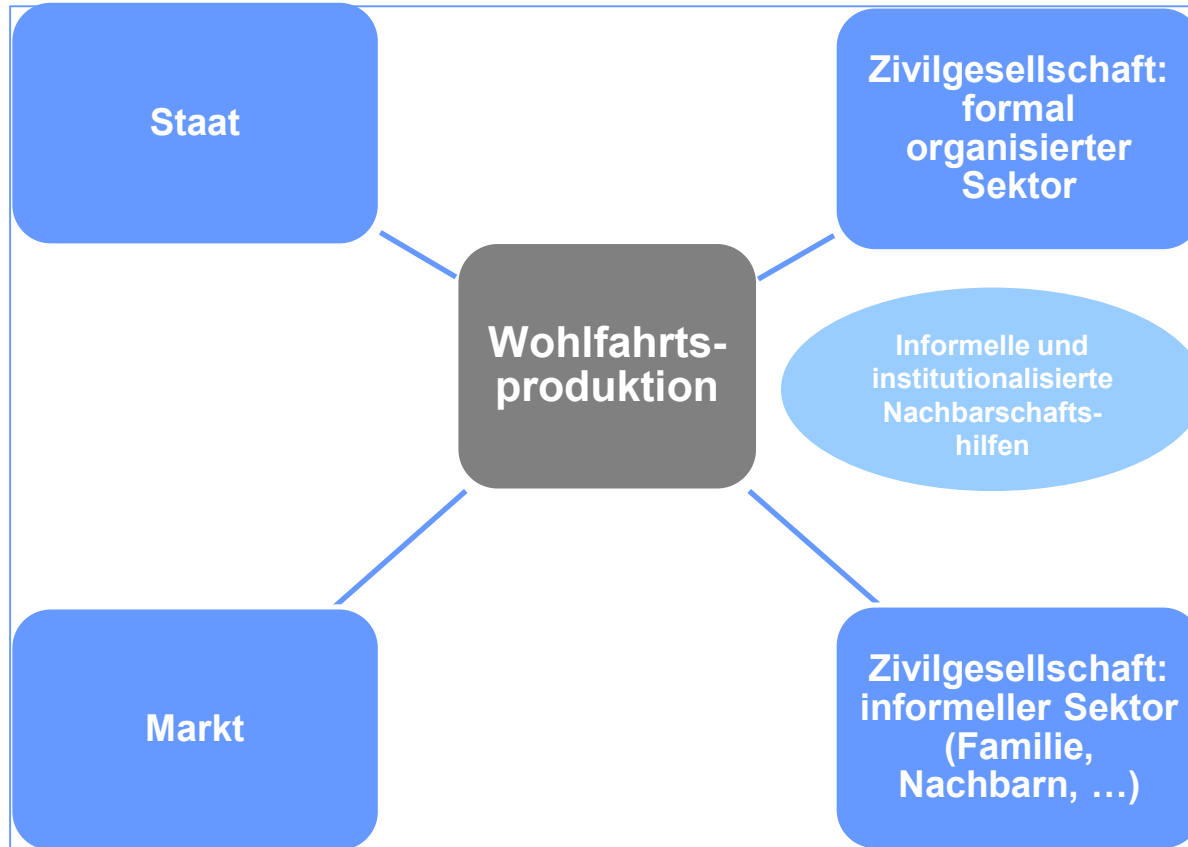 Staat
Zivilgesellschaft:
formal
organisierter
Sektor
Wohlfahrts-
produktion
Informelle und
institutionalisierte
Nachbarschafts-
hilfen
Markt
Zivilgesellschaft:
informeller Sektor
(Familie,
Nachbarn, …)